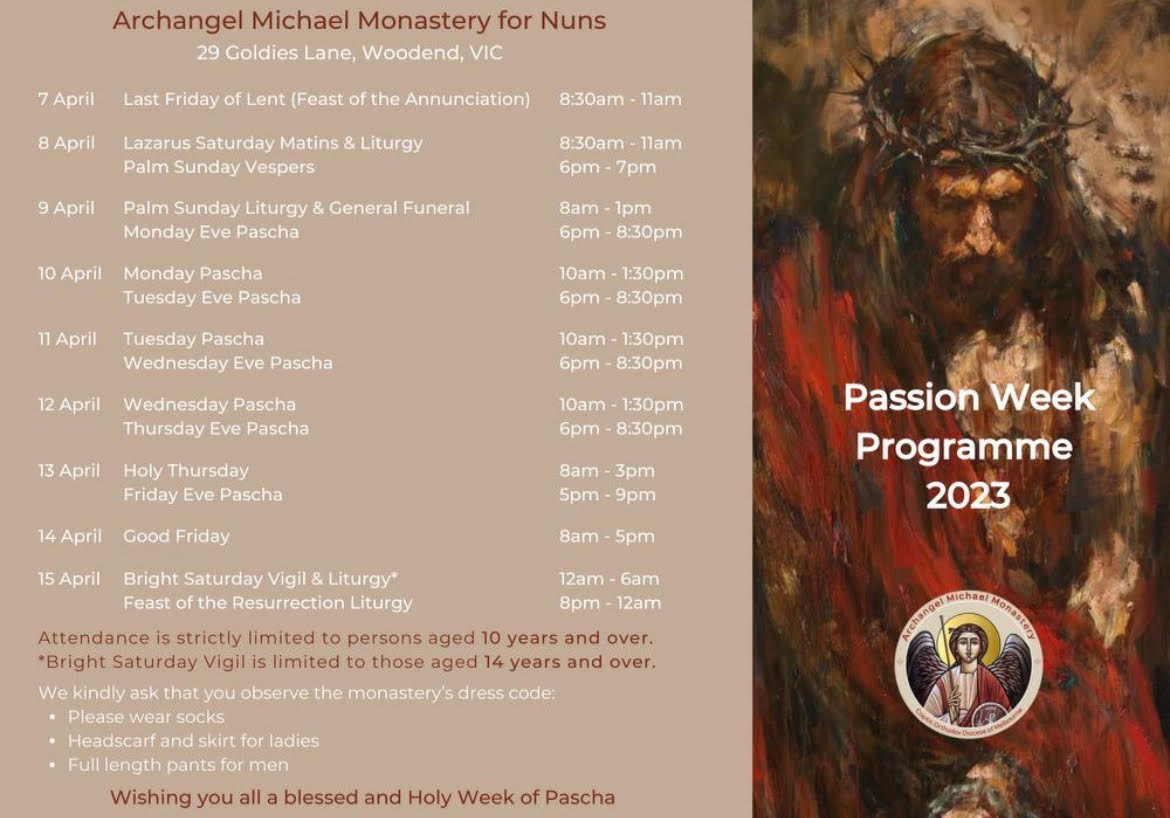 Archangel Michael Monastery for Nuns
29 Goldies Lane, Woodend, VIC
7 April Last Friday of Lent (Feast of the Annunciation) 8:30am - 11am
8 April Lazarus Saturday Matins & Liturgy 8:30am - 11am
Palm Sunday Vespers 6pm - 7pm
9 April Palm Sunday Liturgy & General Funeral 8am - 1pm
Monday Eve Pascha 6pm - 8:30pm
10 April Monday Pascha 10am - 1:30pm
Tuesday Eve Pascha 6pm - 8:30pm
11 April Tuesday Pascha 10am - 1:30pm
Wednesday Eve Pascha 6pm - 8:30pm
12 April Wednesday Pascha 10am - 1:30pm
Thursday Eve Pascha 6pm - 8:30pm
13 April Holy Thursday 8am - 3pm
Friday Eve Pascha 5pm - 9pm
14 April Good Friday 8am - 5pm
15 April Bright Saturday Vigil & Liturgy* 12am - 6am
Feast of the Resurrection Liturgy 8pm - 12am
Attendance is strictly limited to persons aged 10 years and over.
*Bright Saturday Vigil is limited to those aged 14 years and over.
We kindly ask that you observe the monastery's dress code:
• Please wear socks
• Headscarf and skirt for ladies
• Full length pants for men
Wishing you all a blessed and Holy Week of Pascha
Passion Week
Programme
2023
Archangel Michael Monastery
Coptic Orthodox Diocese of Melbourne